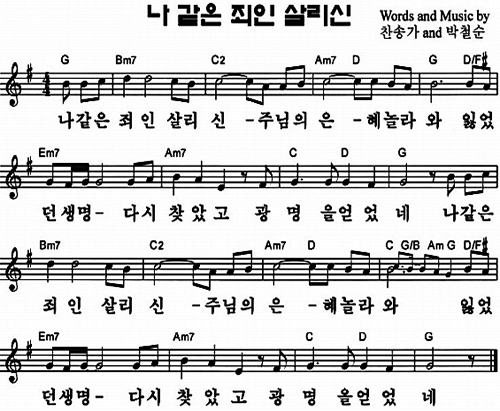 나 같은 죄인 살리신
Words and Music by
찬송가 and 박철순
G Bm7 C2 Am7 D G D/F#
나같은 죄 인 살리 신 -주님의 은 -혜놀라 와 잃었
Em7 Am7 C D G
던생명- 다시 찾 았 고 광 명 을얻 었 네 나같은
Bm7 C2 Am7 D C G/B Am G D/F#
죄 인 살리 신 -주님의 은 -혜놀라 와 잃었
Em7 Am7 C D G
던생명- 다시 찾 았 고 광 명 을얻 었 네